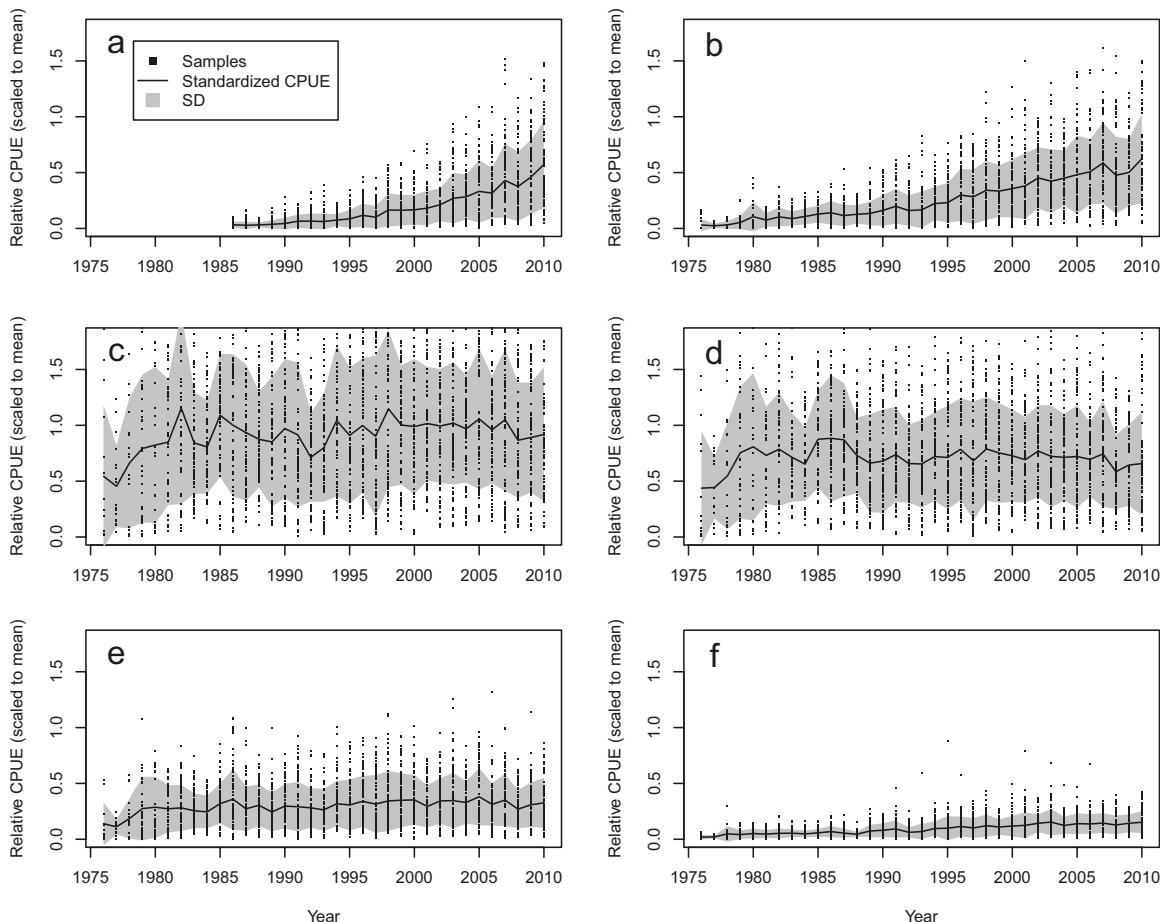 a
Samples
Standardized CPUE
SD
Relative CPUE (scaled to mean)
0.0 0.5 1.0 1.5
1975 1980 1985 1990 1995 2000 2005 2010
b
Relative CPUE (scaled to mean)
0.0 0.5 1.0 1.5
1975 1980 1985 1990 1995 2000 2005 2010
c
Relative CPUE (scaled to mean)
0.0 0.5 1.0 1.5
1975 1980 1985 1990 1995 2000 2005 2010
d
Relative CPUE (scaled to mean)
0.0 0.5 1.0 1.5
1975 1980 1985 1990 1995 2000 2005 2010
e
Relative CPUE (scaled to mean)
0.0 0.5 1.0 1.5
1975 1980 1985 1990 1995 2000 2005 2010
Year
f
Relative CPUE (scaled to mean)
0.0 0.5 1.0 1.5
1975 1980 1985 1990 1995 2000 2005 2010
Year